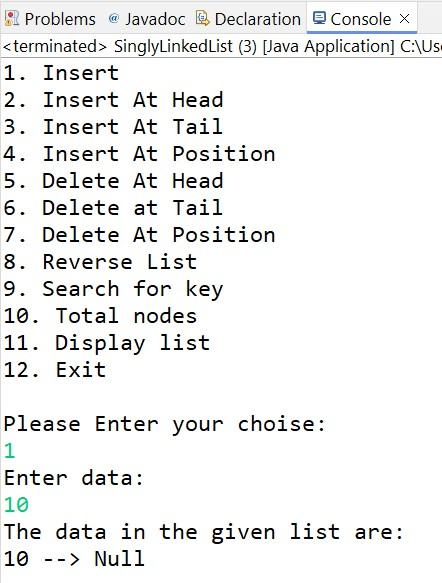 Problems @ Javadoc Declaration Console ×
<terminated> SinglyLinkedList (3) [Java Application] C:\Use
1. Insert
2. Insert At Head
3. Insert At Tail
4. Insert At Position
5. Delete At Head
6. Delete at Tail
7. Delete At Position
8. Reverse List
9. Search for key
10. Total nodes
11. Display list
12. Exit
Please Enter your choise:
1
Enter data:
10
The data in the given list are:
10 --> Null